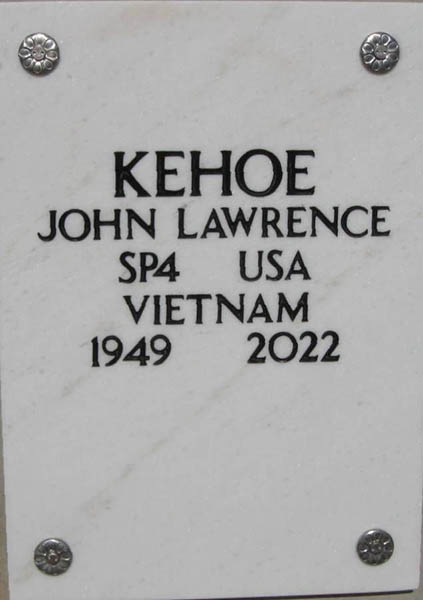 KEHOE
JOHN LAWRENCE
SP4 USA
VIETNAM
1949 2022